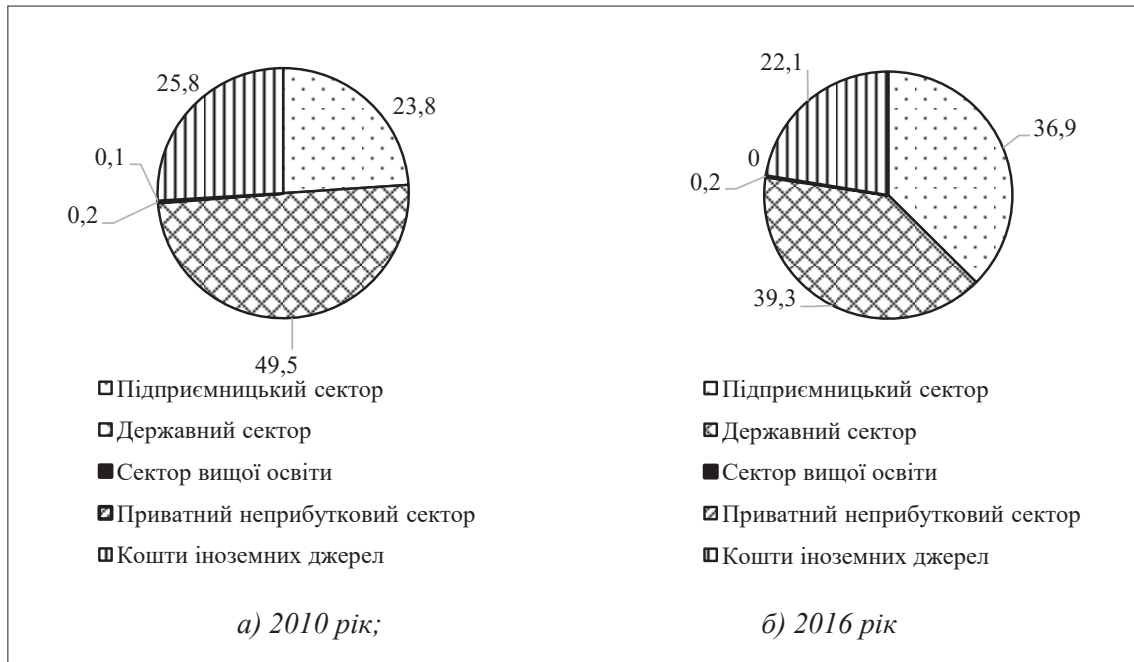 25,8
23,8
0,1
0,2
49,5
Підприємницький сектор
Державний сектор
Сектор вищої освіти
Приватний неприбутковий сектор
Кошти іноземних джерел
а) 2010 рік;
22,1
36,9
0
0,2
39,3
Підприємницький сектор
Державний сектор
Сектор вищої освіти
Приватний неприбутковий сектор
Кошти іноземних джерел
б) 2016 рік